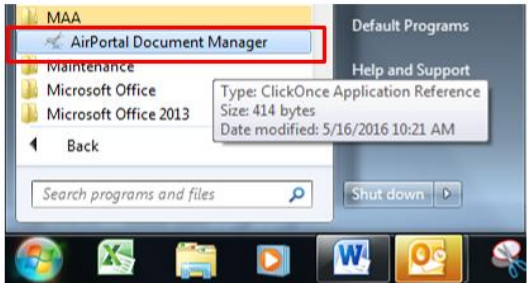 MAA
AirPortal Document Manager
Maintenance
Microsoft Office
Microsoft Office 2013
Back
Search programs and files
Default Programs
Help and Support
Type: ClickOnce Application Reference
Size: 414 bytes
Date modified: 5/16/2016 10:21 AM
Shut down